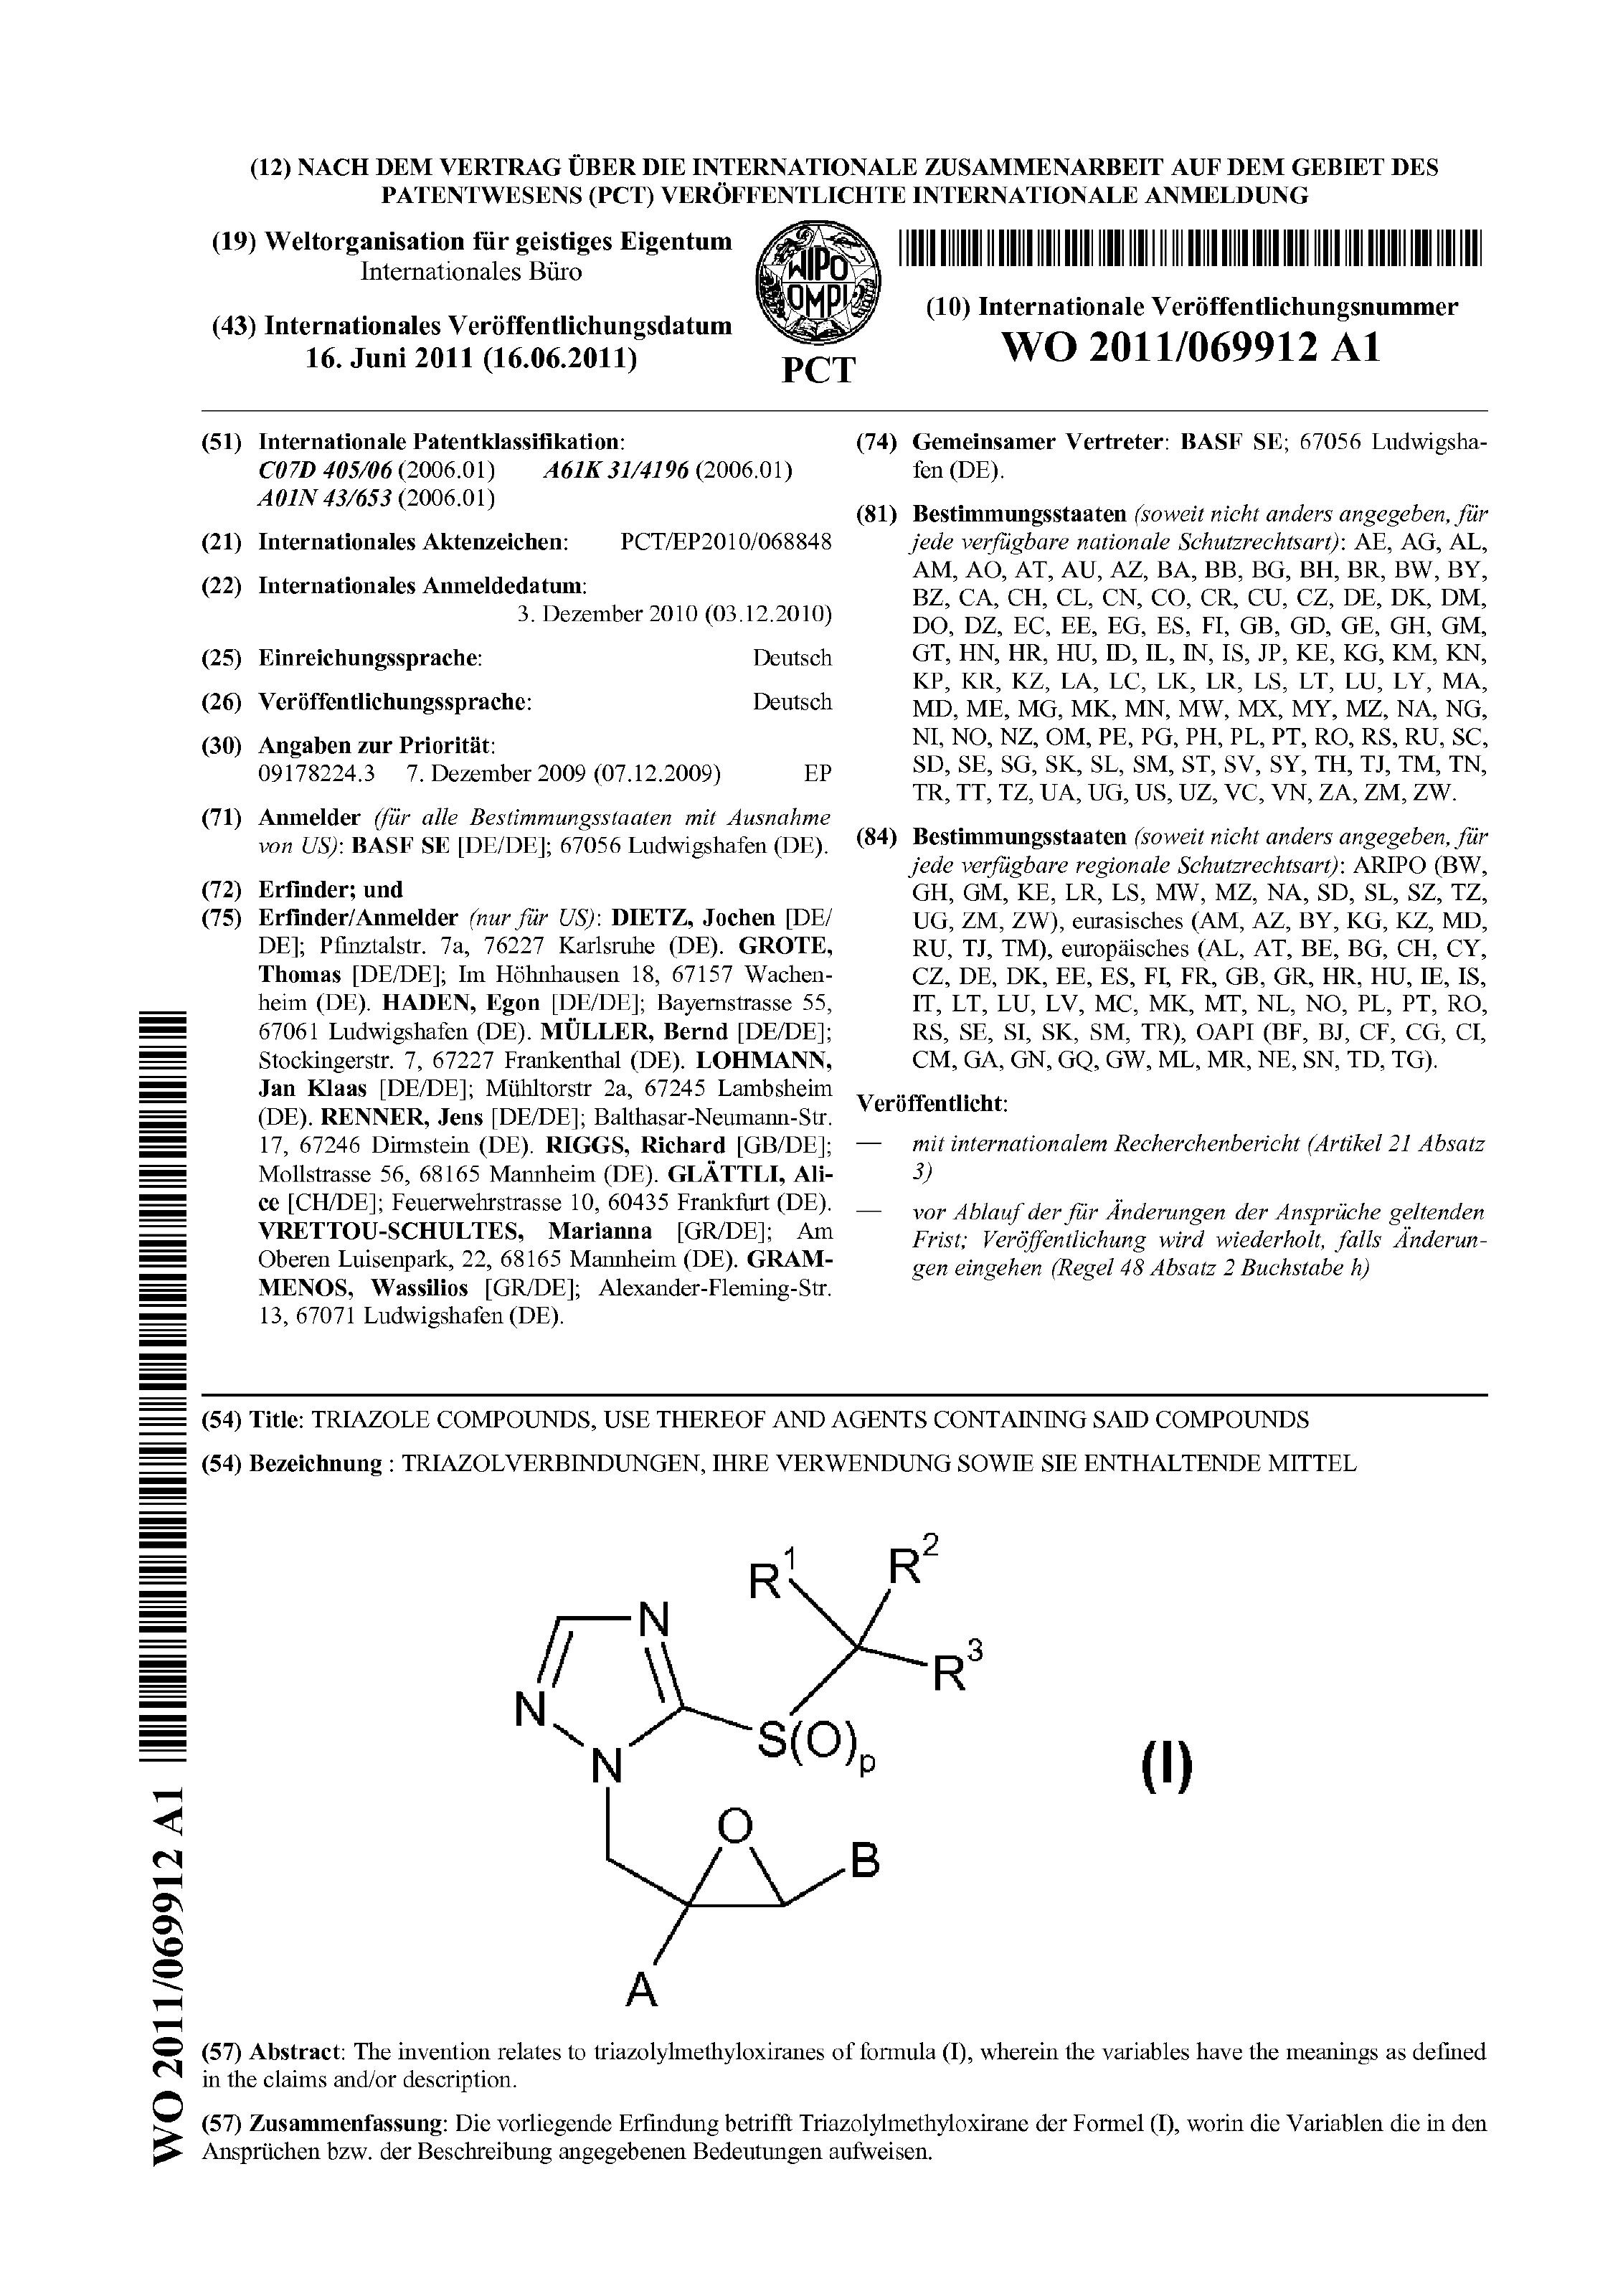 (12) NACH DEM VERTRAG ÜBER DIE INTERNATIONALE ZUSAMMENARBEIT AUF DEM GEBIET DES
PATENTWESENS (PCT) VERÖFFENTLICHTE INTERNATIONALE ANMELDUNG
(19) Weltorganisation für geistiges Eigentum
Internationales Büro
(43) Internationales Veröffentlichungsdatum
16. Juni 2011 (16.06.2011)
WIPO
OMPI
PCT
(10) Internationale Veröffentlichungsnummer
WO 2011/069912 A1
(51) Internationale Patentklassifikation:
C07D 405/06 (2006.01) A61K 31/4196 (2006.01)
A01N 43/653 (2006.01)
(21) Internationales Aktenzeichen: PCT/EP2010/068848
(22) Internationales Anmeldedatum:
3. Dezember 2010 (03.12.2010)
(25) Einreichungssprache: Deutsch
(26) Veröffentlichungssprache: Deutsch
(30) Angaben zur Priorität:
09178224.3 7. Dezember 2009 (07.12.2009) EP
(71) Anmelder (für alle Bestimmungsstaaten mit Ausnahme
von US): BASF SE [DE/DE]; 67056 Ludwigshafen (DE).
(72) Erfinder; und
(75) Erfinder/Anmelder (nur für US): DIETZ, Jochen [DE/
DE]; Pfinztalstr. 7a, 76227 Karlsruhe (DE). GROTE,
Thomas [DE/DE]; Im Höhnhausen 18, 67157 Wachen-
heim (DE). HADEN, Egon [DE/DE]; Bayernstrasse 55,
67061 Ludwigshafen (DE). MÜLLER, Bernd [DE/DE];
Stockingerstr. 7, 67227 Frankenthal (DE). LOHMANN,
Jan Klaas [DE/DE]; Mühltorstr 2a, 67245 Lambsheim
(DE). RENNER, Jens [DE/DE]; Balthasar-Neumann-Str.
17, 67246 Dirmstein (DE). RIGGS, Richard [GB/DE];
Mollstrasse 56, 68165 Mannheim (DE). GLÄTTLI, Ali-
ce [CH/DE]; Feuerwehrstrasse 10, 60435 Frankfurt (DE).
VRETTOU-SCHULTES, Marianna [GR/DE]; Am
Oberen Luisenpark, 22, 68165 Mannheim (DE). GRAM-
MENOS, Wassilios [GR/DE]; Alexander-Fleming-Str.
13, 67071 Ludwigshafen (DE).
(74) Gemeinsamer Vertreter: BASF SE; 67056 Ludwigsha-
fen (DE).
(81) Bestimmungsstaaten (soweit nicht anders angegeben, für
jede verfügbare nationale Schutzrechtsart): AE, AG, AL,
AM, AO, AT, AU, AZ, BA, BB, BG, BH, BR, BW, BY,
BZ, CA, CH, CL, CN, CO, CR, CU, CZ, DE, DK, DM,
DO, DZ, EC, EE, EG, ES, FI, GB, GD, GE, GH, GM,
GT, HN, HR, HU, ID, IL, IN, IS, JP, KE, KG, KM, KN,
KP, KR, KZ, LA, LC, LK, LR, LS, LT, LU, LY, MA,
MD, ME, MG, MK, MN, MW, MX, MY, MZ, NA, NG,
NI, NO, NZ, OM, PE, PG, PH, PL, PT, RO, RS, RU, SC,
SD, SE, SG, SK, SL, SM, ST, SV, SY, TH, TJ, TM, TN,
TR, TT, TZ, UA, UG, US, UZ, VC, VN, ZA, ZM, ZW.
(84) Bestimmungsstaaten (soweit nicht anders angegeben, für
jede verfügbare regionale Schutzrechtsart): ARIPO (BW,
GH, GM, KE, LR, LS, MW, MZ, NA, SD, SL, SZ, TZ,
UG, ZM, ZW), eurasisches (AM, AZ, BY, KG, KZ, MD,
RU, TJ, TM), europäisches (AL, AT, BE, BG, CH, CY,
CZ, DE, DK, EE, ES, FI, FR, GB, GR, HR, HU, IE, IS,
IT, LT, LU, LV, MC, MK, MT, NL, NO, PL, PT, RO,
RS, SE, SI, SK, SM, TR), OAPI (BF, BJ, CF, CG, CI,
CM, GA, GN, GQ, GW, ML, MR, NE, SN, TD, TG).
Veröffentlicht:
— mit internationalem Recherchenbericht (Artikel 21 Absatz
3)
— vor Ablauf der für Änderungen der Ansprüche geltenden
Frist; Veröffentlichung wird wiederholt, falls Änderun-
gen eingehen (Regel 48 Absatz 2 Buchstabe h)
(54) Title: TRIAZOLE COMPOUNDS, USE THEREOF AND AGENTS CONTAINING SAID COMPOUNDS
(54) Bezeichnung : TRIAZOLVERBINDUNGEN, IHRE VERWENDUNG SOWIE SIE ENTHALTENDE MITTEL
R1 R2
N
R3
N
S(O)p
N
(I)
O
B
A
(57) Abstract: The invention relates to triazolylmethyloxiranes of formula (I), wherein the variables have the meanings as defined
in the claims and/or description.
(57) Zusammenfassung: Die vorliegende Erfindung betrifft Triazolylmethyloxirane der Formel (I), worin die Variablen die in den
Ansprüchen bzw. der Beschreibung angegebenen Bedeutungen aufweisen.
WO 2011/069912 A1